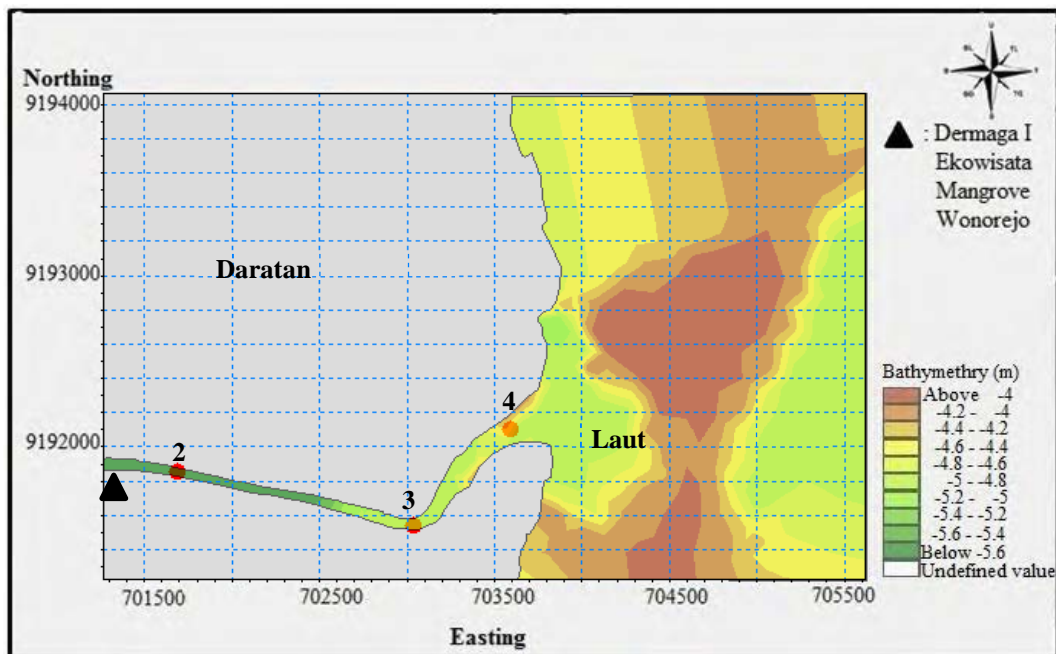 Northing
9194000
9193000
9192000
Daratan
Laut
2
3
4
701500
702500
703500
704500
705500
Easting
: Dermaga I
Ekowisata
Mangrove
Wonorejo
Bathymethry (m)
Above -4
-4.2 - -4
-4.4 - -4.2
-4.6 - -4.4
-4.8 - -4.6
-5 - -4.8
-5.2 - -5
-5.4 - -5.2
-5.6 - -5.4
Below -5.6
Undefined value